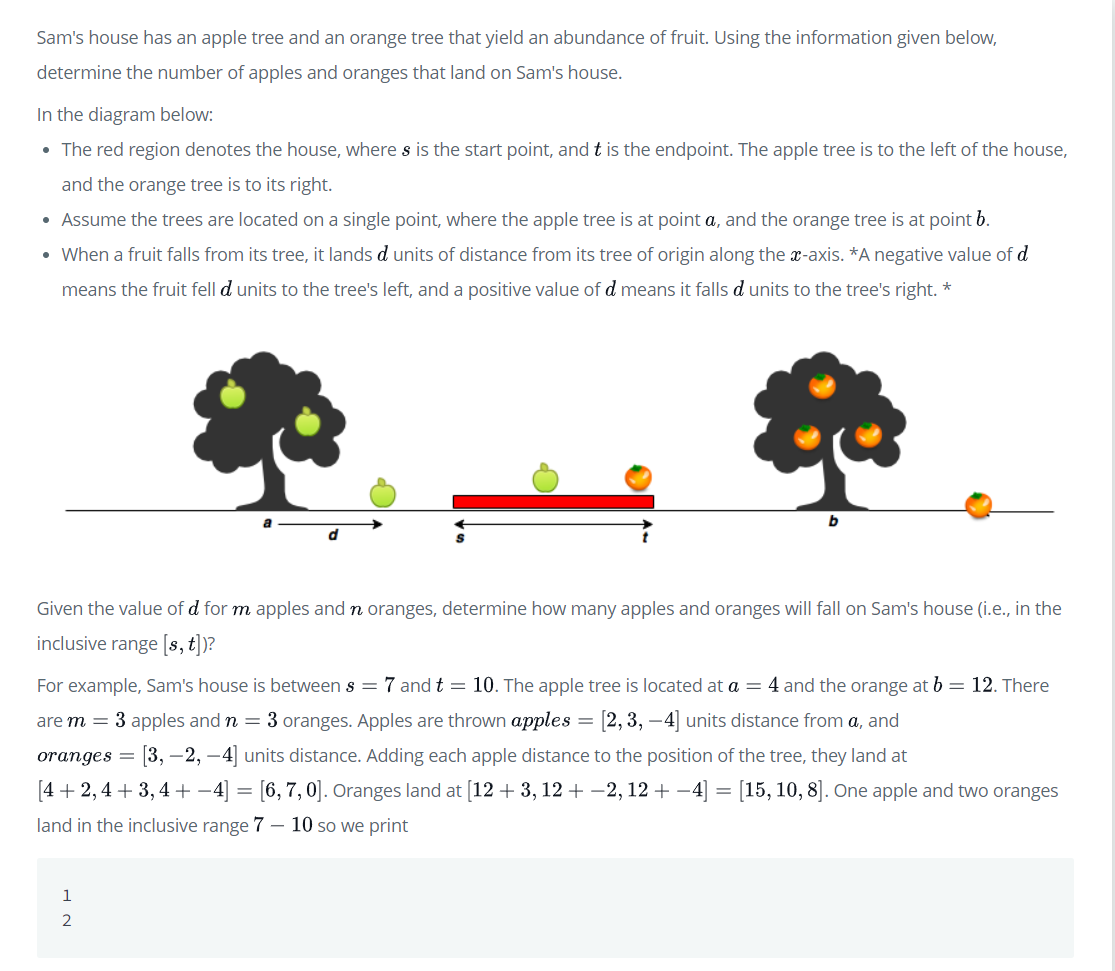 Sam's house has an apple tree and an orange tree that yield an abundance of fruit. Using the information given below,
determine the number of apples and oranges that land on Sam's house.
In the diagram below:
• The red region denotes the house, where s is the start point, and t is the endpoint. The apple tree is to the left of the house,
and the orange tree is to its right.
• Assume the trees are located on a single point, where the apple tree is at point a, and the orange tree is at point b.
• When a fruit falls from its tree, it lands d units of distance from its tree of origin along the x-axis. *A negative value of d
means the fruit fell d units to the tree's left, and a positive value of d means it falls d units to the tree's right. *
a d s t b
Given the value of d for m apples and n oranges, determine how many apples and oranges will fall on Sam's house (i.e., in the
inclusive range [s, t])?
For example, Sam's house is between s = 7 and t = 10. The apple tree is located at a = 4 and the orange at b = 12. There
are m = 3 apples and n = 3 oranges. Apples are thrown apples = [2, 3, −4] units distance from a, and
oranges = [3, −2, −4] units distance. Adding each apple distance to the position of the tree, they land at
[4 + 2, 4 + 3, 4 + −4] = [6, 7, 0]. Oranges land at [12 + 3, 12 + −2, 12 + −4] = [15, 10, 8]. One apple and two oranges
land in the inclusive range 7 − 10 so we print
1
2